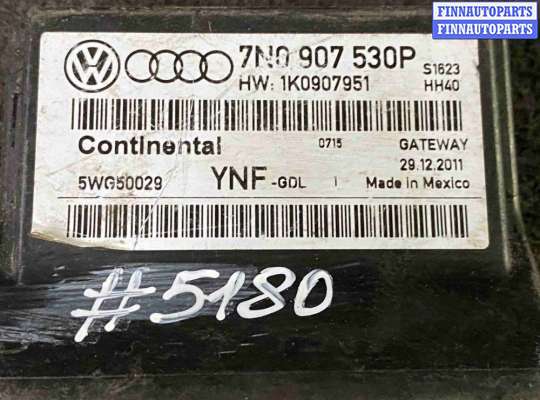 FINNAUTOPARTS
FINNAUTOPARTS
7N0 907 530P
S1623
HW: 1K0907951
HH40
Continental
0715
GATEWAY
29.12.2011
5WG50029
YNF-GDL
Made in Mexico
#5180